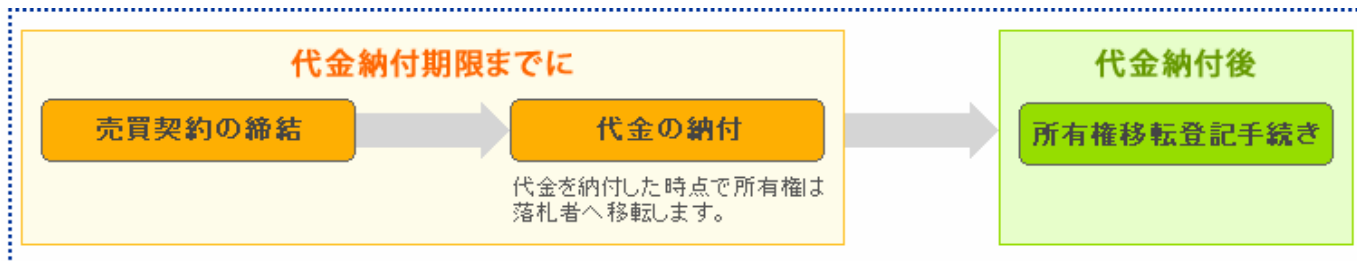 代金納付期限までに
売買契約の締結
代金の納付
代金を納付した時点で所有権は
落札者へ移転します。
代金納付後
所有権移転登記手続き